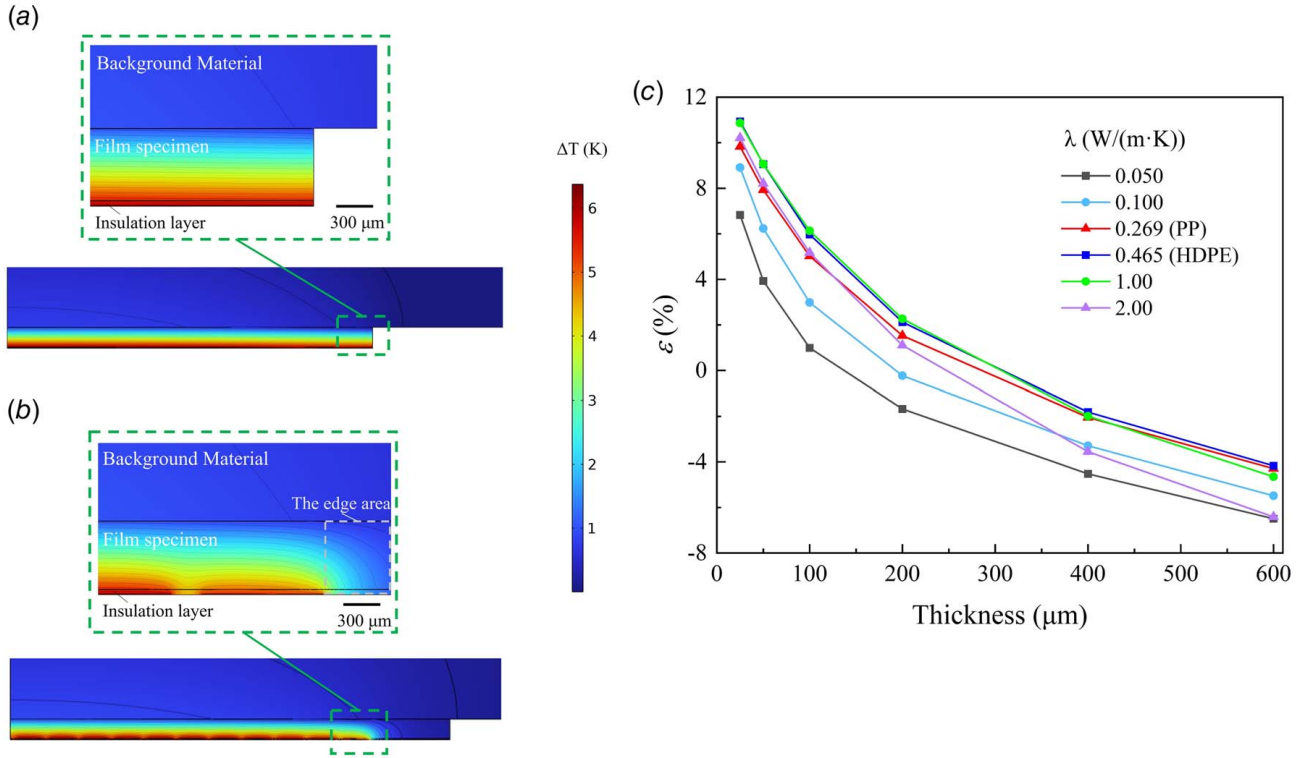 (a)
Background Material
Film specimen
Insulation layer
300 μm
(b)
Background Material
The edge area
Film specimen
Insulation layer
300 μm
ΔT (K)
6
5
4
3
2
1
(c)
12
8
4
0
-4
-8
ε (%)
0 100 200 300 400 500 600
Thickness (μm)
λ (W/(m·K))
0.050
0.100
0.269 (PP)
0.465 (HDPE)
1.00
2.00